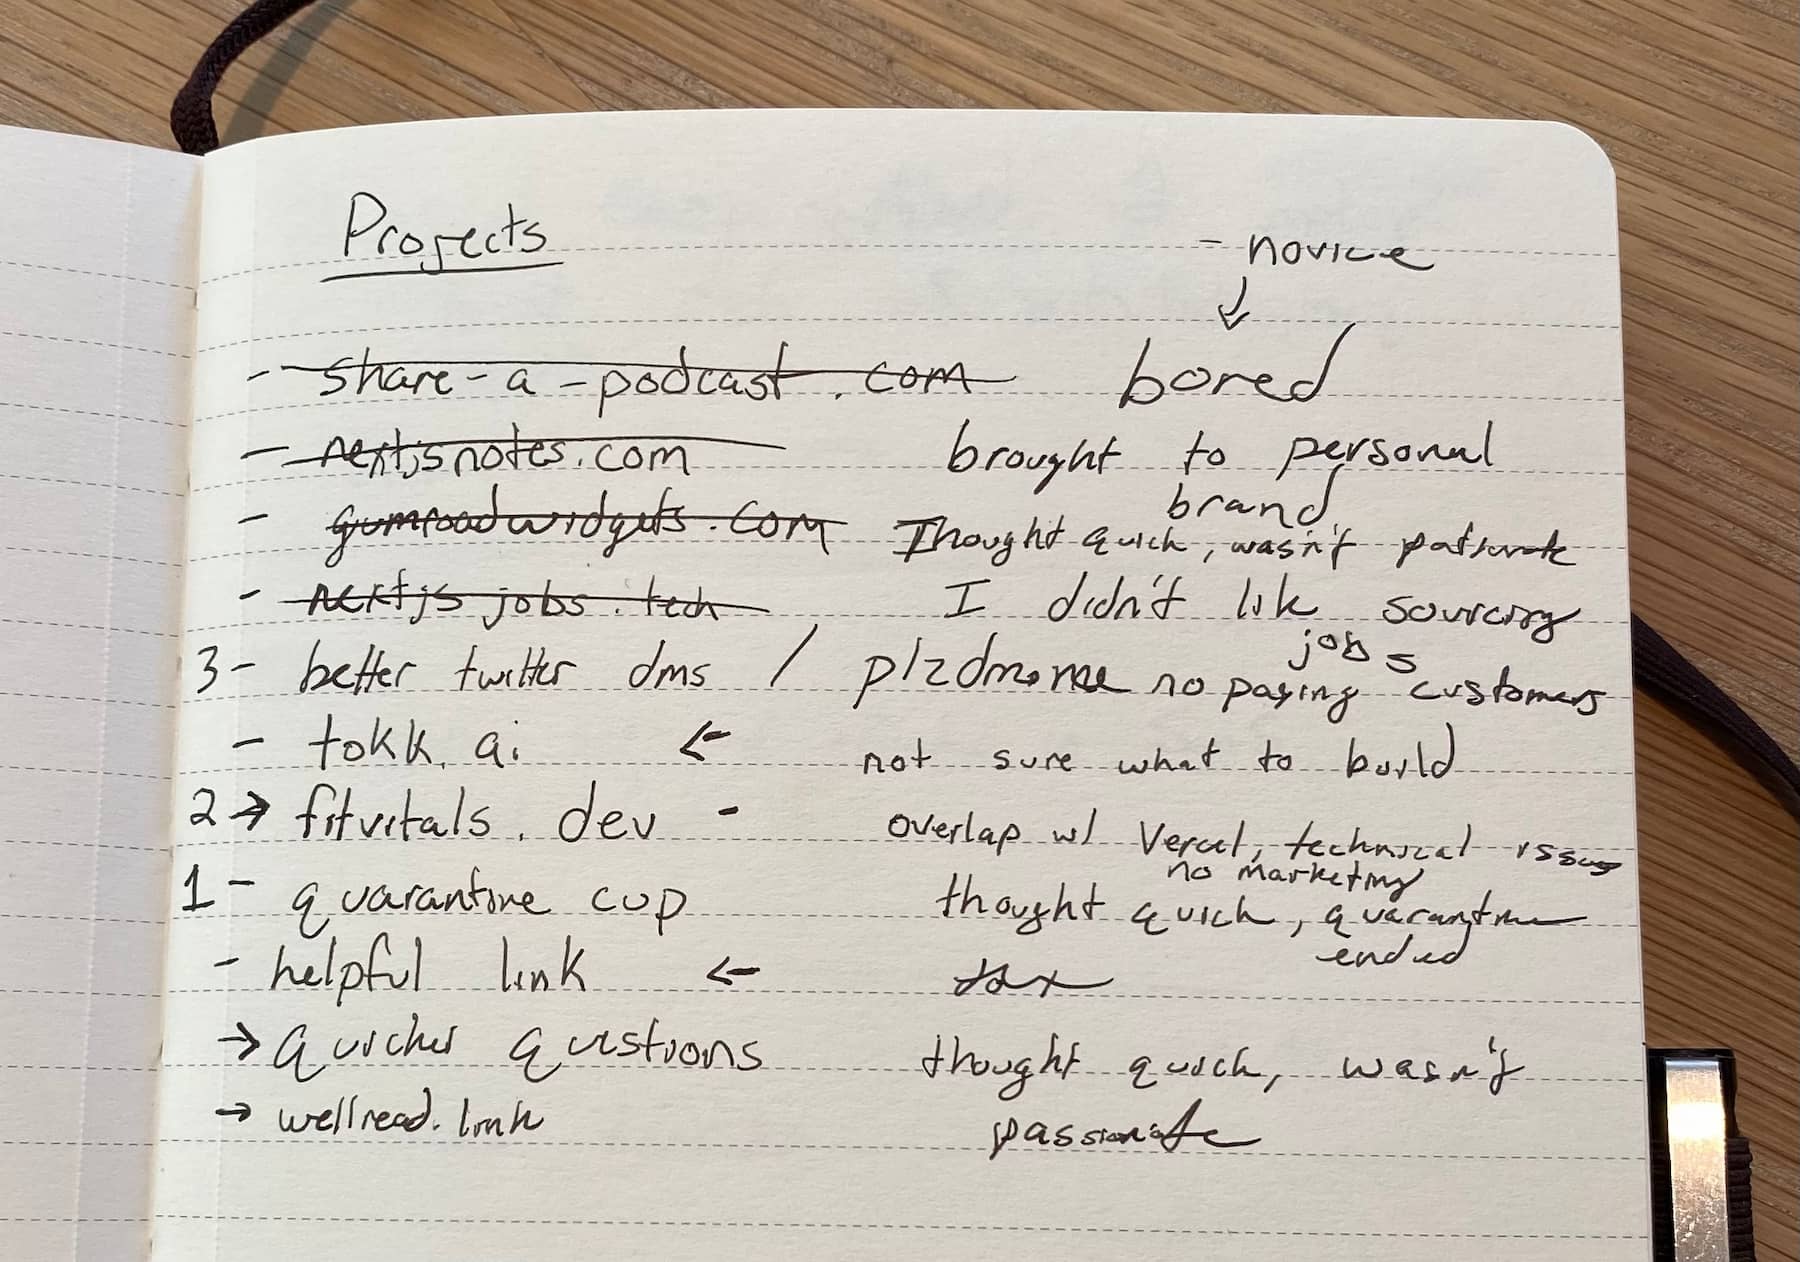 Projects
- novice
↓
- share-a-podcast.com bored
- nextjsnotes.com brought to personal
brand
- gumroadwidgets.com Thought quick, wasn't
- nextjs jobs.tech I didn't like sourcing
jobs
3 - better twitter dms / plzdm.me no paying customers
- tokk.ai ← not sure what to build
2 → fitvitals.dev - overlap w/ Vercel, technical issues
no marketing
1 - quarantine cup thought quick, quarantine
ended
- helpful link ←
→ quicker questions thought quick, wasn't
→ wellread.link passionate